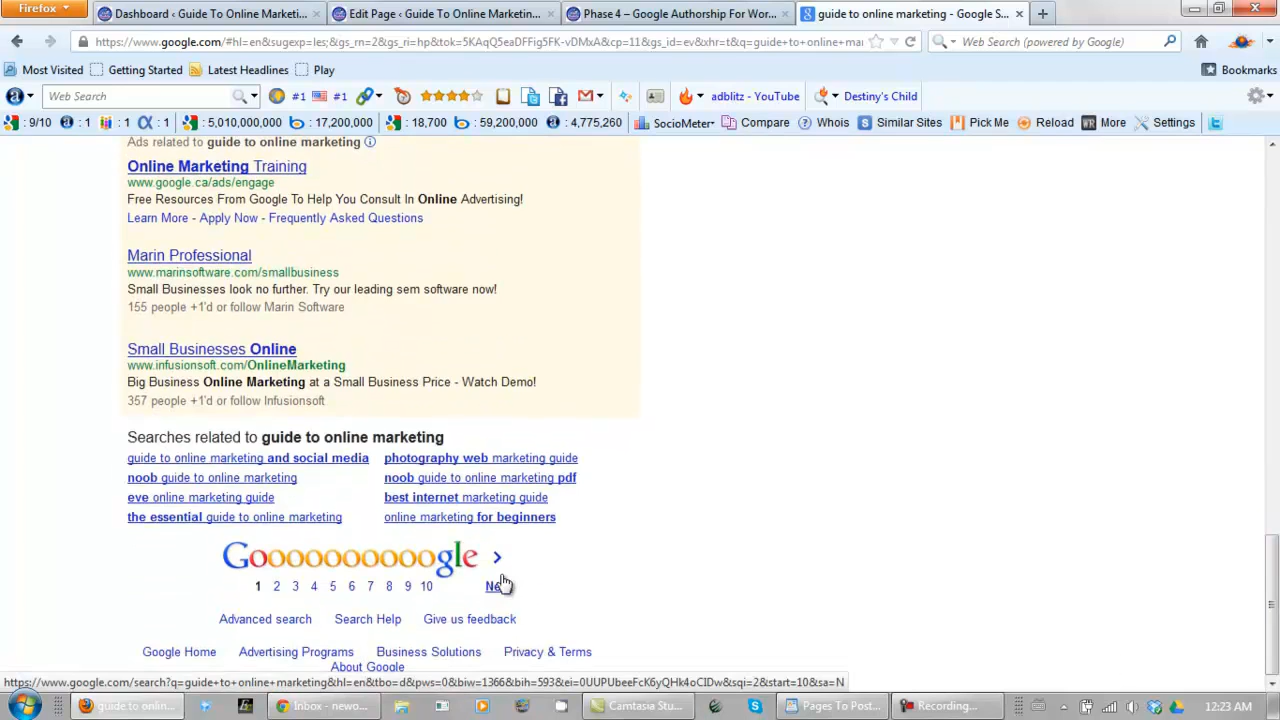 Firefox
Dashboard ‹ Guide To Online Marketi...
Edit Page ‹ Guide To Online Marketin...
Phase 4 – Google Authorship For Wor...
guide to online marketing - Google S...
https://www.google.com/#hl=en&sugexp=les;&gs_rn=2&gs_ri=hp&tok=5KAqQ5eaDFFig5FK-vDMxA&cp=11&gs_id=ev&xhr=t&q=guide+to+online+mar
Web Search (powered by Google)
Most Visited
Getting Started
Latest Headlines
Play
Bookmarks
Web Search
#1
#1
adblitz - YouTube
Destiny's Child
: 9/10
: 1
: 1
: 1
: 5,010,000,000
: 17,200,000
: 18,700
: 59,200,000
: 4,775,260
SocioMeter
Compare
Whois
Similar Sites
Pick Me
Reload
More
Settings
Ads related to guide to online marketing
Online Marketing Training
www.google.ca/ads/engage
Free Resources From Google To Help You Consult In Online Advertising!
Learn More - Apply Now - Frequently Asked Questions
Marin Professional
www.marinsoftware.com/smallbusiness
Small Businesses look no further. Try our leading sem software now!
155 people +1'd or follow Marin Software
Small Businesses Online
www.infusionsoft.com/OnlineMarketing
Big Business Online Marketing at a Small Business Price - Watch Demo!
357 people +1'd or follow Infusionsoft
Searches related to guide to online marketing
guide to online marketing and social media
photography web marketing guide
noob guide to online marketing
noob guide to online marketing pdf
eve online marketing guide
best internet marketing guide
the essential guide to online marketing
online marketing for beginners
Goooooooooogle >
1 2 3 4 5 6 7 8 9 10
Advanced search
Search Help
Give us feedback
Google Home
Advertising Programs
Business Solutions
Privacy & Terms
About Google
https://www.google.com/search?q=guide+to+online+marketing&hl=en&tbo=d&pws=0&biw=1366&bih=593&ei=0UUPUbeeFcK6yQHk4oCIDw&sqi=2&start=10&sa=N
guide to onlin...
Inbox - newo...
Camtasia Stu...
Pages To Post...
Recording...
12:23 AM